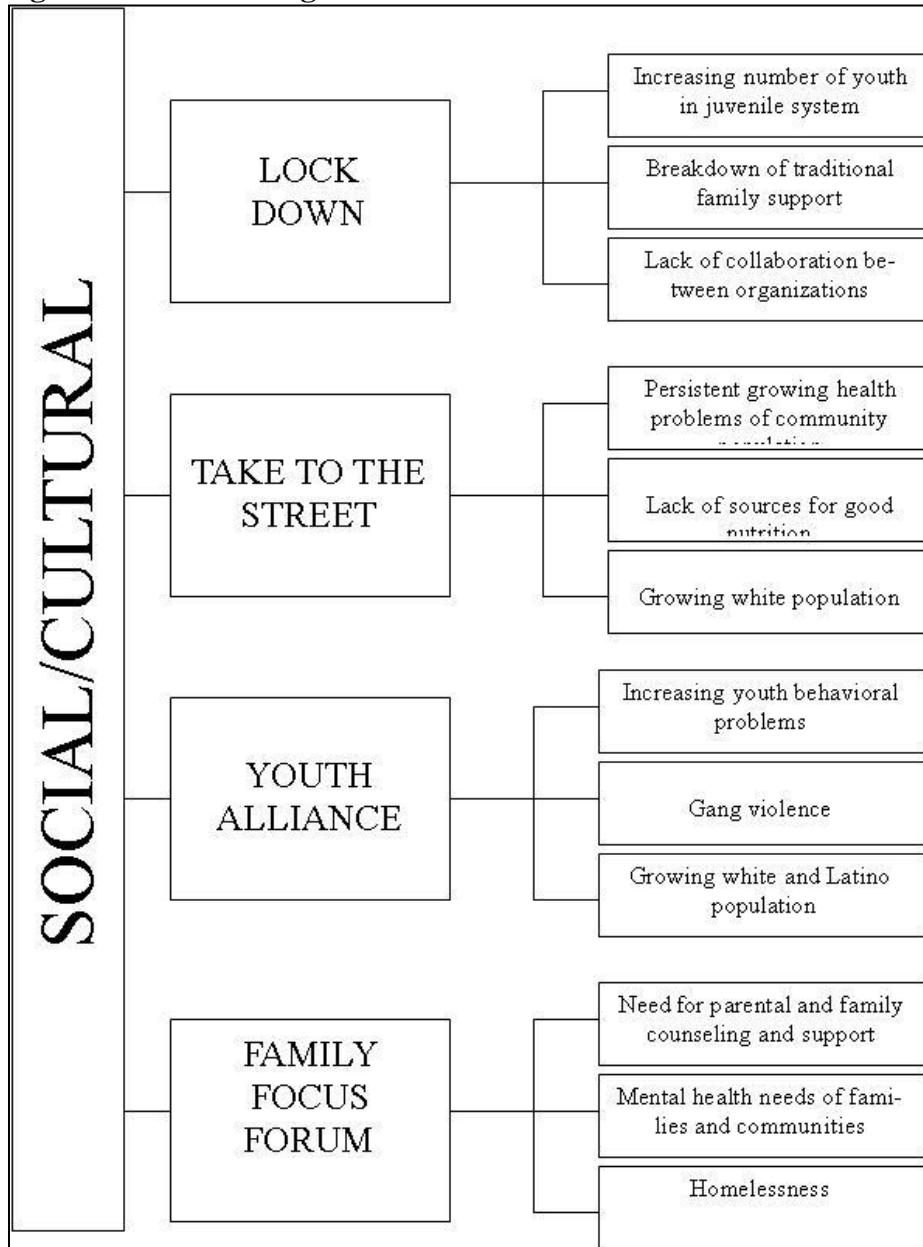 SOCIAL/CULTURAL
LOCK
DOWN
Increasing number of youth
in juvenile system
Breakdown of traditional
family support
Lack of collaboration be-
tween organizations
TAKE TO THE
STREET
Persistent growing health
problems of community
population
Lack of sources for good
nutrition
Growing white population
YOUTH
ALLIANCE
Increasing youth behavioral
problems
Gang violence
Growing white and Latino
population
FAMILY
FOCUS
FORUM
Need for parental and family
counseling and support
Mental health needs of fami-
lies and communities
Homelessness